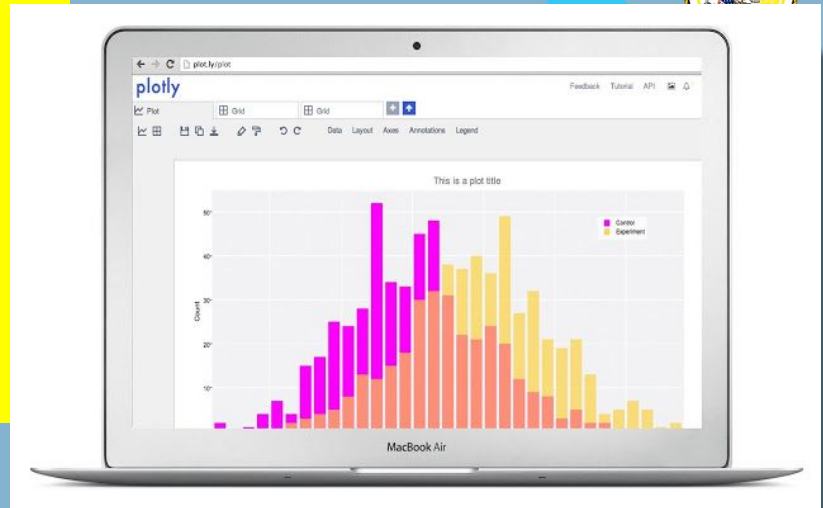 plot.ly/plot
plotly
Feedback Tutorial API
Plot Grid Grid
Data Layout Axes Annotations Legend
This is a plot title
Control
Experiment
Count
50
40
30
20
10
MacBook Air